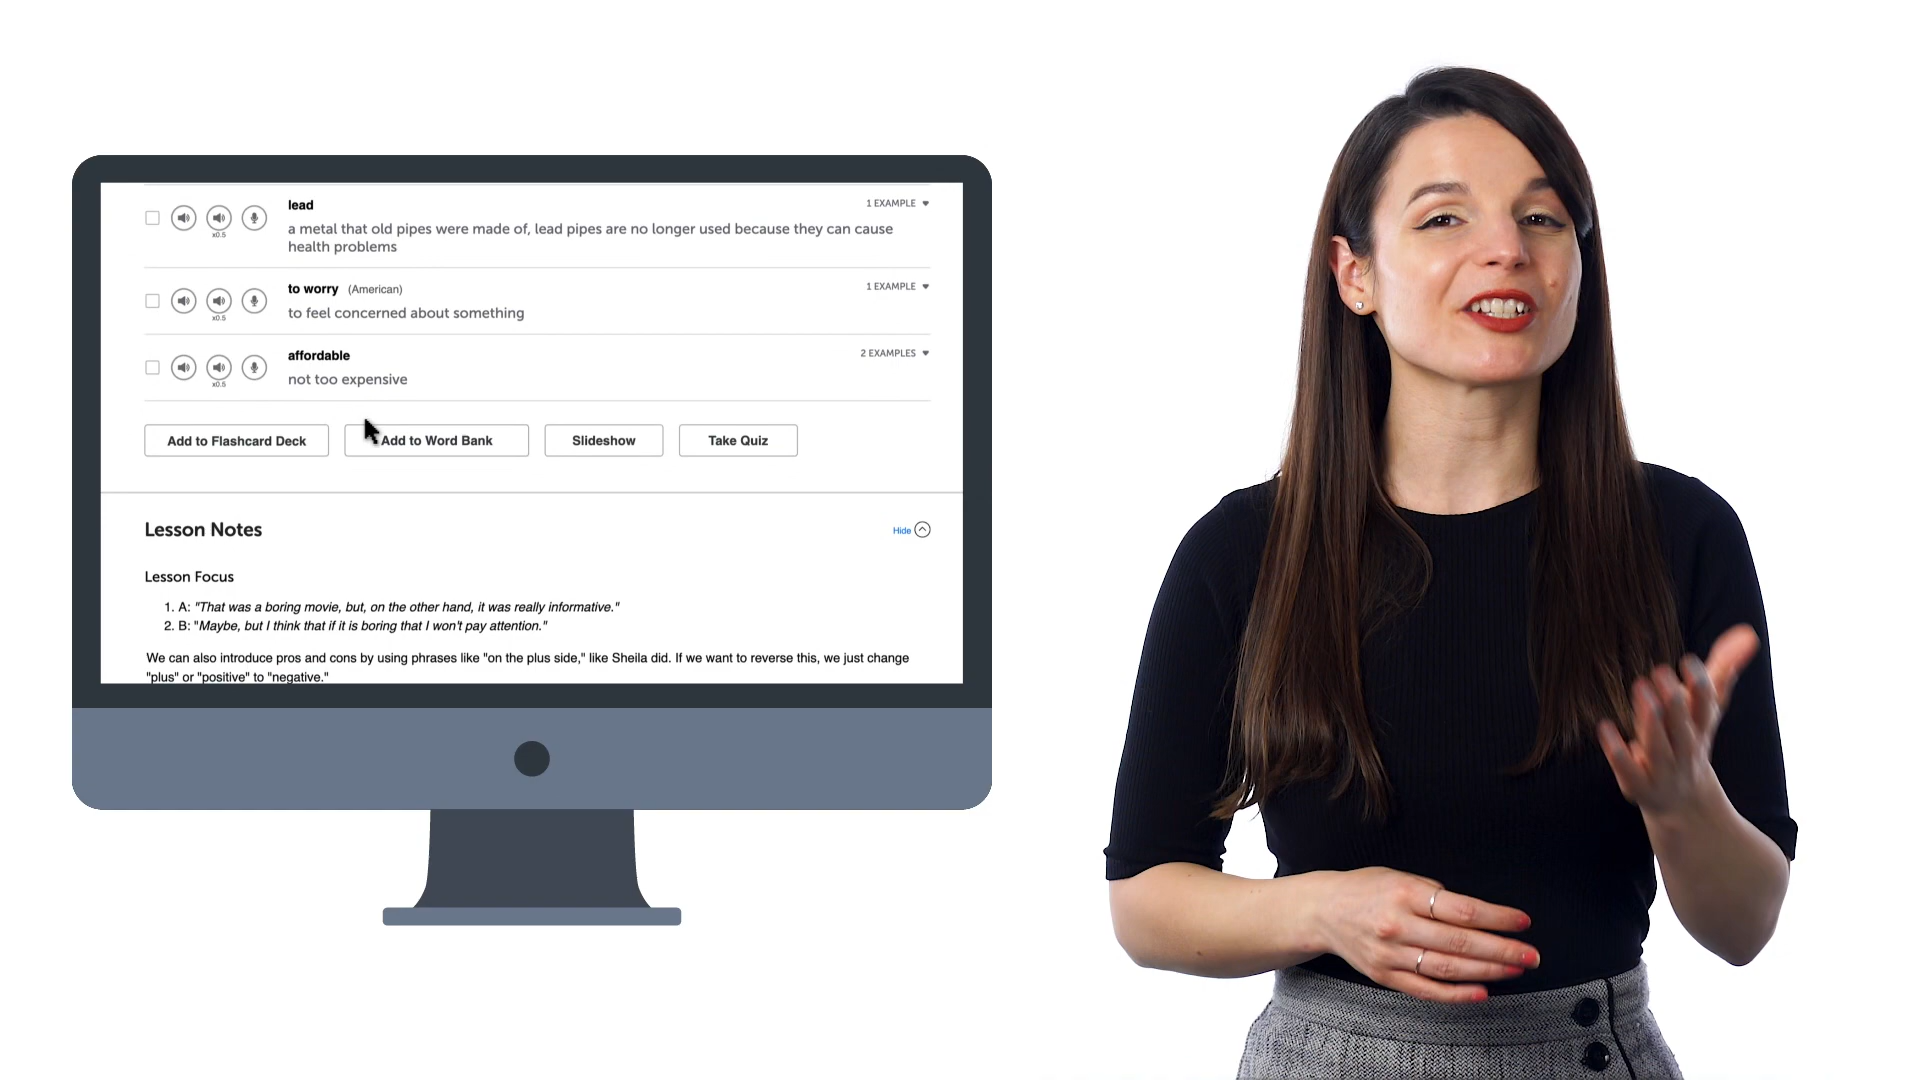 lead
1 EXAMPLE
a metal that old pipes were made of, lead pipes are no longer used because they can cause
health problems
x0.5
to worry (American)
1 EXAMPLE
to feel concerned about something
x0.5
affordable
2 EXAMPLES
not too expensive
x0.5
Add to Flashcard Deck
Add to Word Bank
Slideshow
Take Quiz
Lesson Notes
Hide
Lesson Focus
1. A: "That was a boring movie, but, on the other hand, it was really informative."
2. B: "Maybe, but I think that if it is boring that I won't pay attention."
We can also introduce pros and cons by using phrases like "on the plus side," like Sheila did. If we want to reverse this, we just change
"plus" or "positive" to "negative."